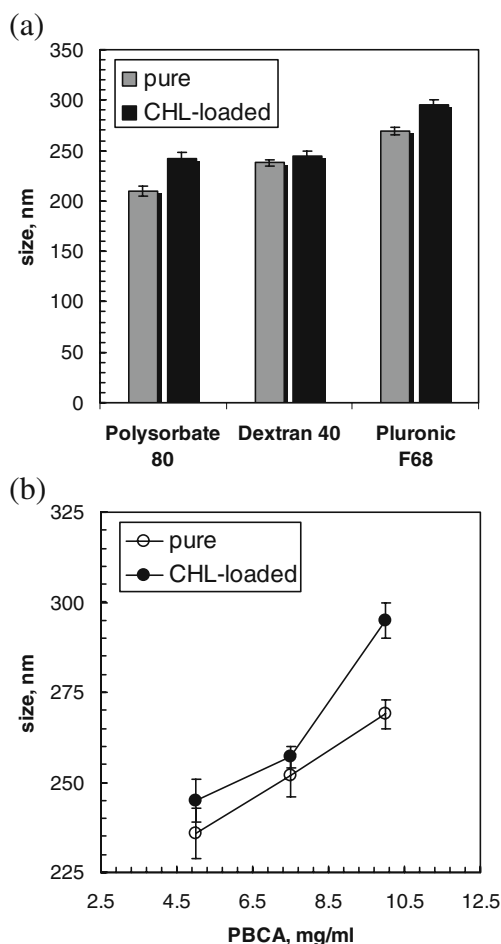 (a)
pure
CHL-loaded
size, nm
350
300
250
200
150
100
50
0
Polysorbate 80
Dextran 40
Pluronic F68
(b)
pure
CHL-loaded
size, nm
325
300
275
250
225
2.5 4.5 6.5 8.5 10.5 12.5
PBCA, mg/ml